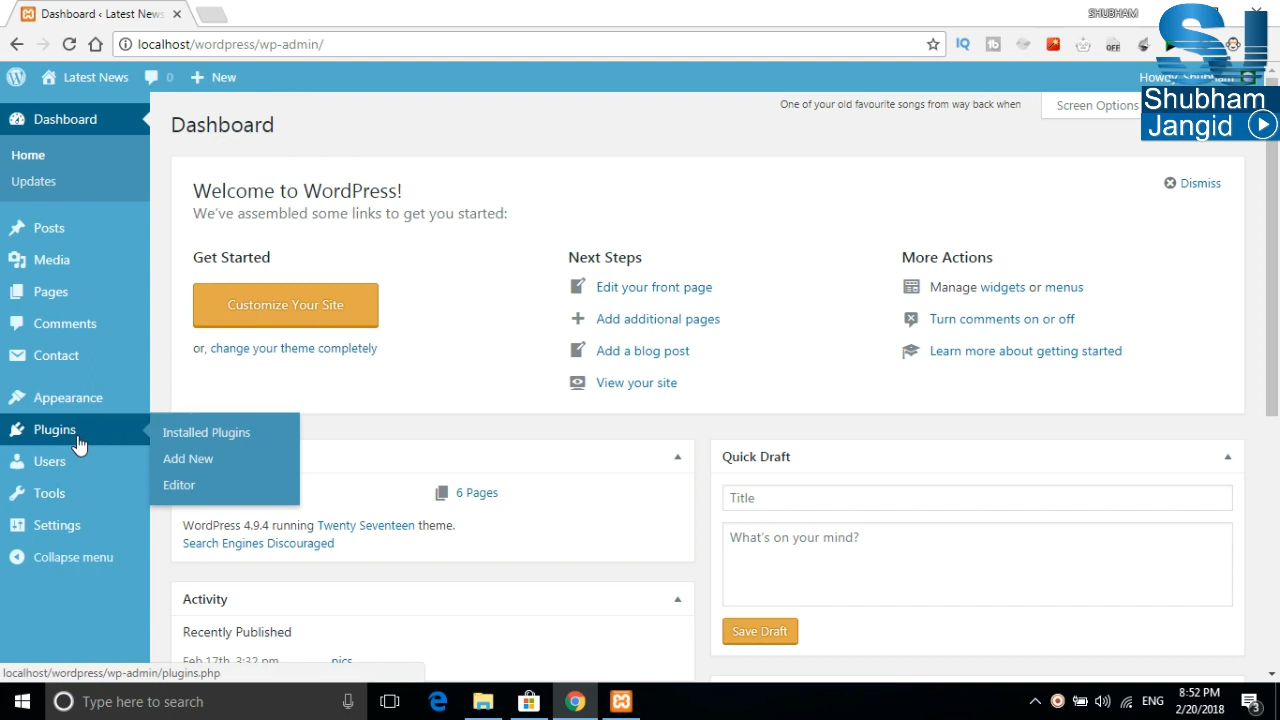 Dashboard ‹ Latest News
SHUBHAM
localhost/wordpress/wp-admin/
Latest News
0
New
SJ
Shubham
Jangid
One of your old favourite songs from way back when
Screen Options
Dashboard
Home
Updates
Posts
Media
Pages
Comments
Contact
Appearance
Plugins
Users
Tools
Settings
Collapse menu
Installed Plugins
Add New
Editor
Dashboard
Welcome to WordPress!
We've assembled some links to get you started:
Dismiss
Get Started
Customize Your Site
or, change your theme completely
Next Steps
Edit your front page
Add additional pages
Add a blog post
View your site
More Actions
Manage widgets or menus
Turn comments on or off
Learn more about getting started
6 Pages
WordPress 4.9.4 running Twenty Seventeen theme.
Search Engines Discouraged
Activity
Recently Published
Feb 17th, 3:32 pm pics
Quick Draft
Title
What's on your mind?
Save Draft
localhost/wordpress/wp-admin/plugins.php
Type here to search
ENG
8:52 PM
2/20/2018
3